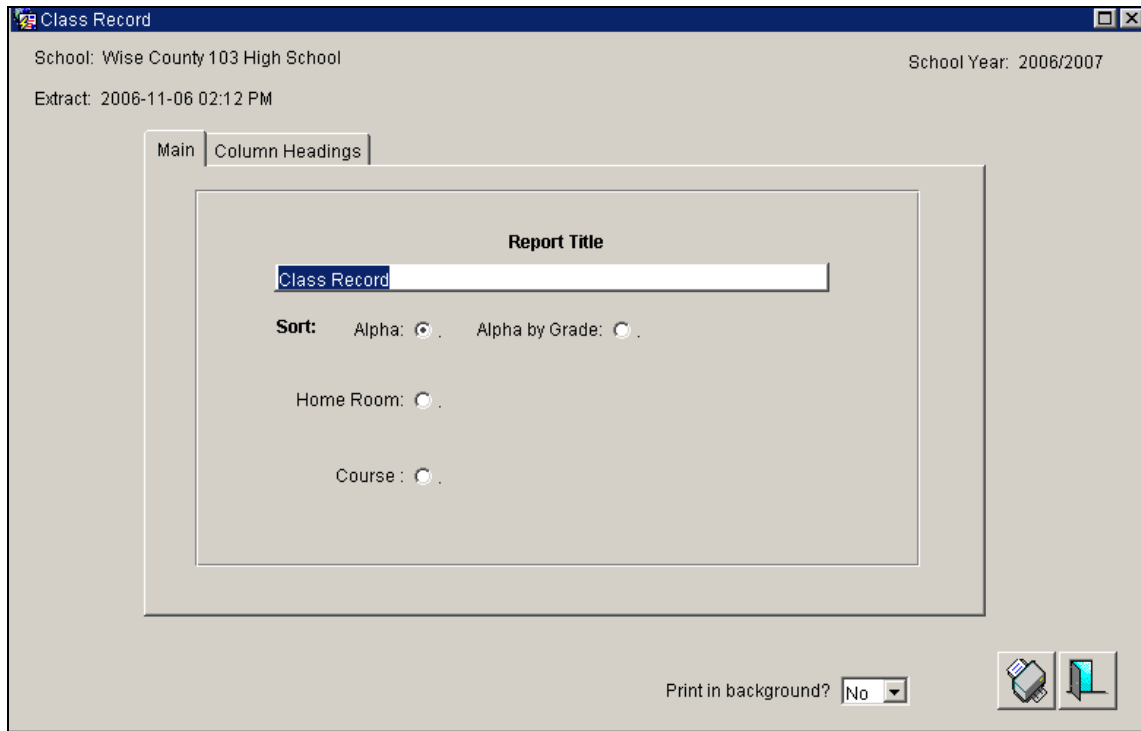 Class Record
School: Wise County 103 High School
School Year: 2006/2007
Extract: 2006-11-06 02:12 PM
Main
Column Headings
Report Title
Class Record
Sort: Alpha: . Alpha by Grade: .
Home Room: .
Course : .
Print in background? No